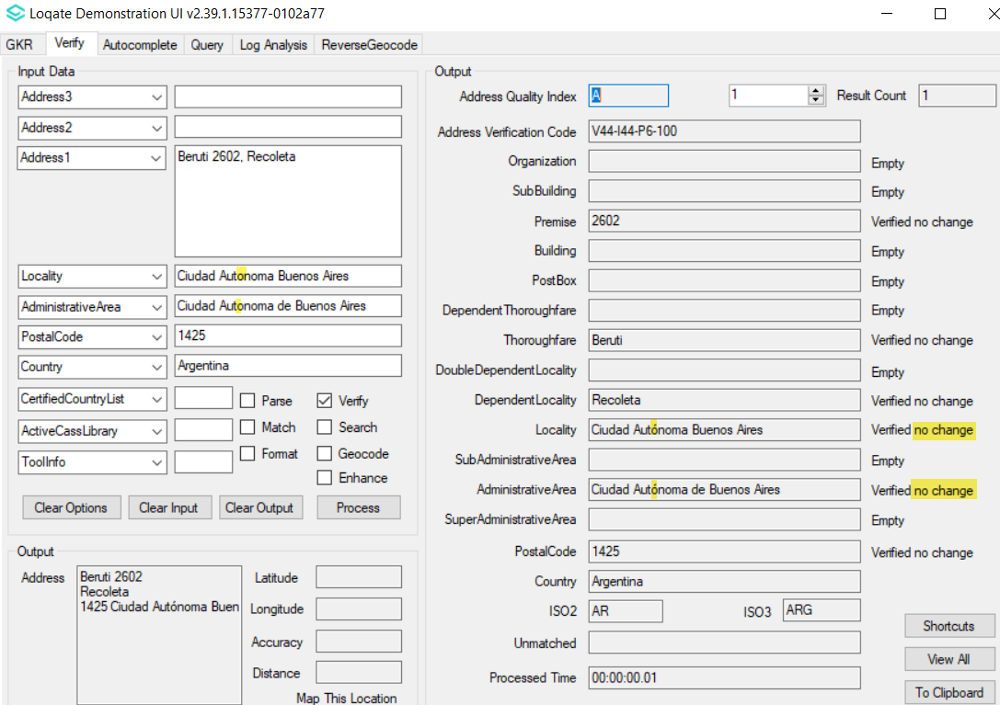 Loqate Demonstration UI v2.39.1.15377-0102a77
GKR Verify Autocomplete Query Log Analysis ReverseGeocode
Input Data
Address3
Address2
Address1 Beruti 2602, Recoleta
Locality Ciudad Autonoma Buenos Aires
AdministrativeArea Ciudad Autonoma de Buenos Aires
PostalCode 1425
Country Argentina
CertifiedCountryList Parse Verify
ActiveCassLibrary Match Search
ToolInfo Format Geocode
Enhance
Clear Options Clear Input Clear Output Process
Output
Address Beruti 2602
Recoleta
1425 Ciudad Autónoma Buen
Latitude
Longitude
Accuracy
Distance
Map This Location
Output
Address Quality Index A 1 Result Count 1
Address Verification Code V44-I44-P6-100
Organization Empty
SubBuilding Empty
Premise 2602 Verified no change
Building Empty
PostBox Empty
DependentThoroughfare Empty
Thoroughfare Beruti Verified no change
DoubleDependentLocality Empty
DependentLocality Recoleta Verified no change
Locality Ciudad Autónoma Buenos Aires Verified no change
SubAdministrativeArea Empty
AdministrativeArea Ciudad Autónoma de Buenos Aires Verified no change
SuperAdministrativeArea Empty
PostalCode 1425 Verified no change
Country Argentina
ISO2 AR ISO3 ARG
Unmatched
Processed Time 00:00:00.01
Shortcuts
View All
To Clipboard